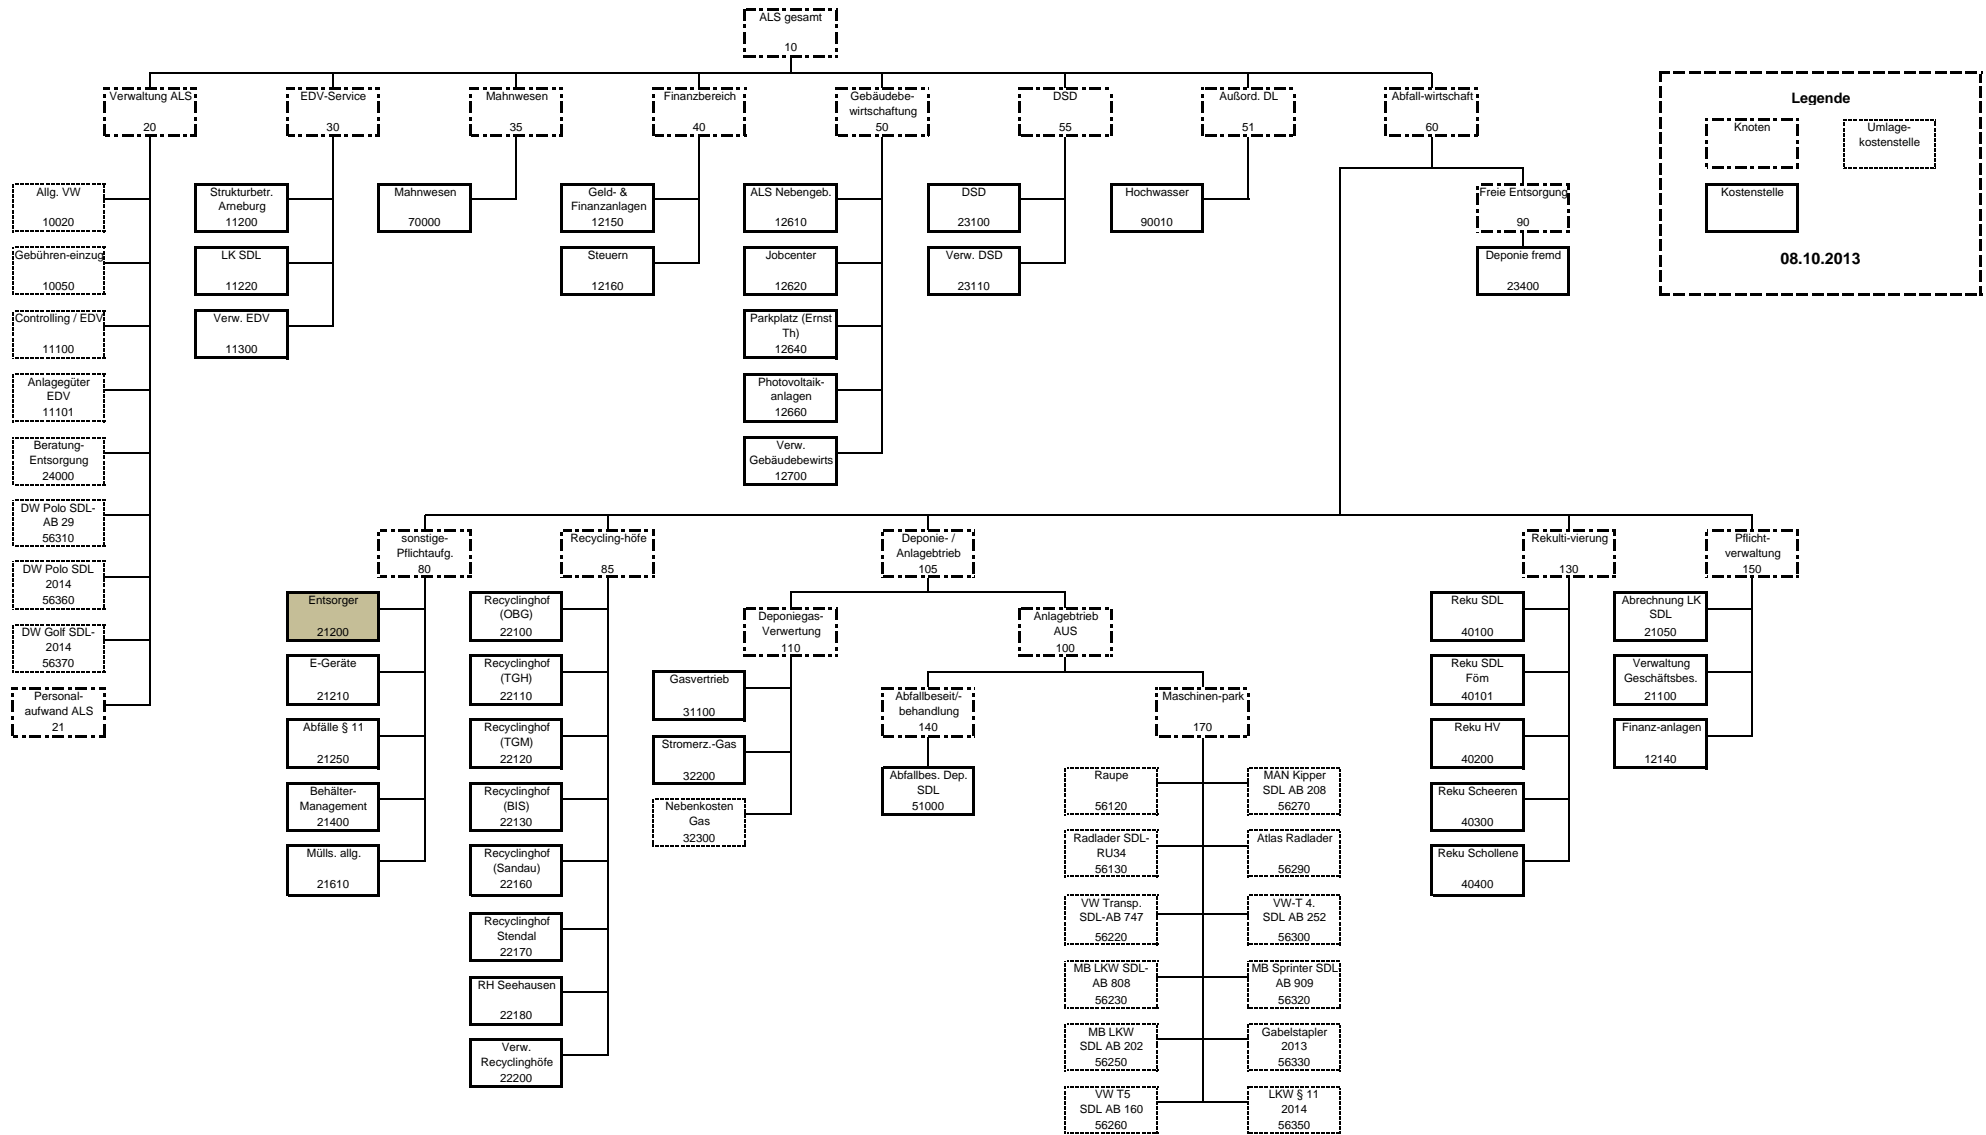 ALS gesamt
10
Verwaltung ALS
20
EDV-Service
30
Mahnwesen
35
Finanzbereich
40
Gebäudebe-
wirtschaftung
50
DSD
55
Außord. DL
51
Abfall-wirtschaft
60
Legende
Knoten
Umlage-
kostenstelle
Kostenstelle
08.10.2013
Allg. VW
10020
Gebühren-einzug
10050
Controlling / EDV
11100
Anlagegüter
EDV
11101
Beratung-
Entsorgung
24000
DW Polo SDL-
AB 29
56310
DW Polo SDL
2014
56360
DW Golf SDL-
2014
56370
Personal-
aufwand ALS
21
Strukturbetr.
Arneburg
11200
LK SDL
11220
Verw. EDV
11300
Mahnwesen
70000
Geld- &
Finanzanlagen
12150
Steuern
12160
ALS Nebengeb.
12610
Jobcenter
12620
Parkplatz (Ernst
Th)
12640
Photovoltaik-
anlagen
12660
Verw.
Gebäudebewirts
12700
DSD
23100
Verw. DSD
23110
Hochwasser
90010
Freie Entsorgung
90
Deponie fremd
23400
sonstige-
Pflichtaufg.
80
Entsorger
21200
E-Geräte
21210
Abfälle § 11
21250
Behälter-
Management
21400
Mülls. allg.
21610
Recycling-höfe
85
Recyclinghof
(OBG)
22100
Recyclinghof
(TGH)
22110
Recyclinghof
(TGM)
22120
Recyclinghof
(BIS)
22130
Recyclinghof
(Sandau)
22160
Recyclinghof
Stendal
22170
RH Seehausen
22180
Verw.
Recyclinghöfe
22200
Deponie- /
Anlagebtrieb
105
Deponiegas-
Verwertung
110
Gasvertrieb
31100
Stromerz.-Gas
32200
Nebenkosten
Gas
32300
Anlagebtrieb
AUS
100
Abfallbeseit/-
behandlung
140
Abfallbes. Dep.
SDL
51000
Maschinen-park
170
Raupe
56120
Radlader SDL-
RU34
56130
VW Transp.
SDL-AB 747
56220
MB LKW SDL-
AB 808
56230
MB LKW
SDL AB 202
56250
VW T5
SDL AB 160
56260
MAN Kipper
SDL AB 208
56270
Atlas Radlader
56290
VW-T 4.
SDL AB 252
56300
MB Sprinter SDL
AB 909
56320
Gabelstapler
2013
56330
LKW § 11
2014
56350
Rekulti-vierung
130
Reku SDL
40100
Reku SDL
Föm
40101
Reku HV
40200
Reku Scheeren
40300
Reku Schollene
40400
Pflicht-
verwaltung
150
Abrechnung LK
SDL
21050
Verwaltung
Geschäftsbes.
21100
Finanz-anlagen
12140